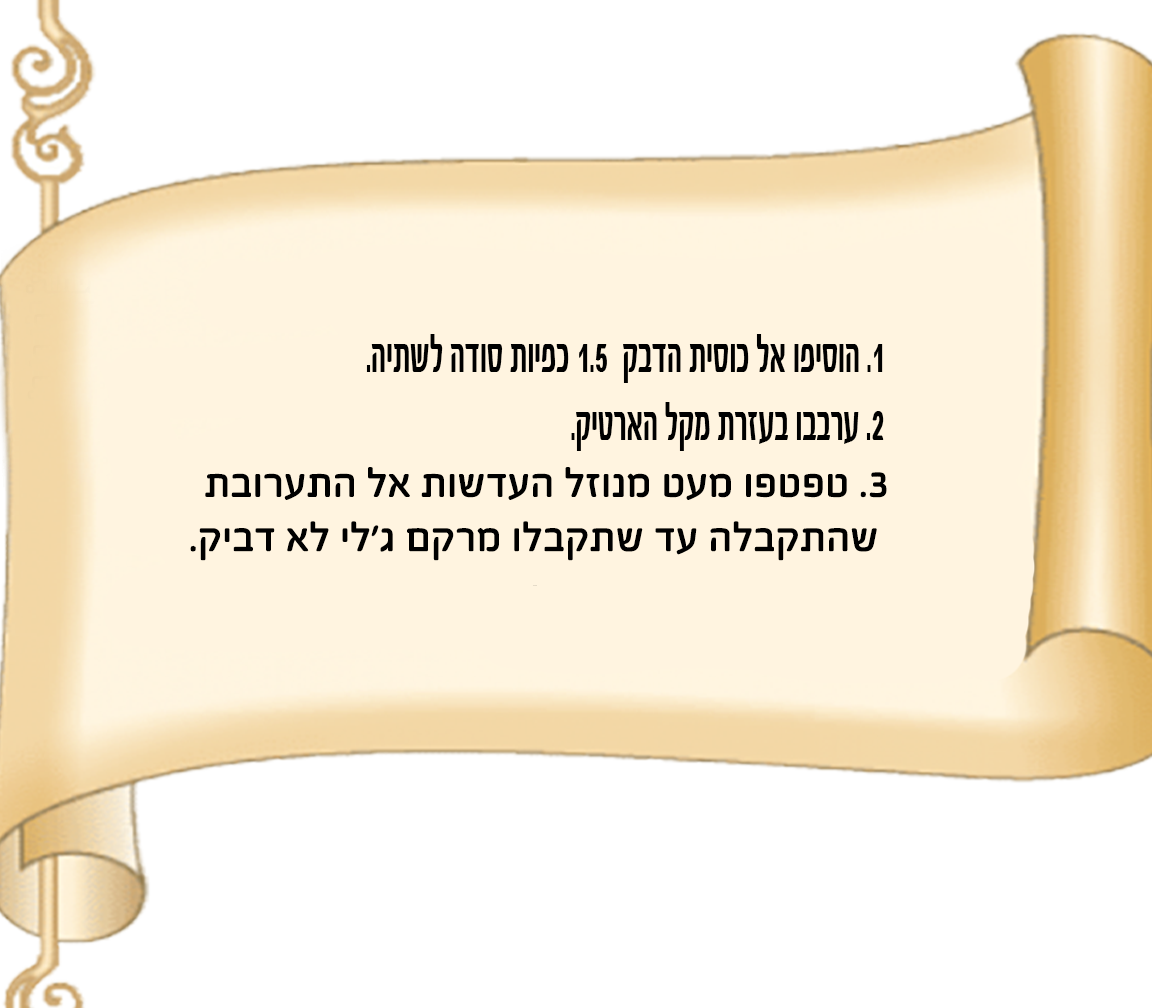 1. הוסיפו אל כוסית הדבק 1.5 כפיות סודה לשתיה.
2. ערבבו בעזרת מקל הארטיק.
3. טפטפו מעט מנוזל העדשות אל התערובת
שהתקבלה עד שתקבלו מרקם ג'לי לא דביק.